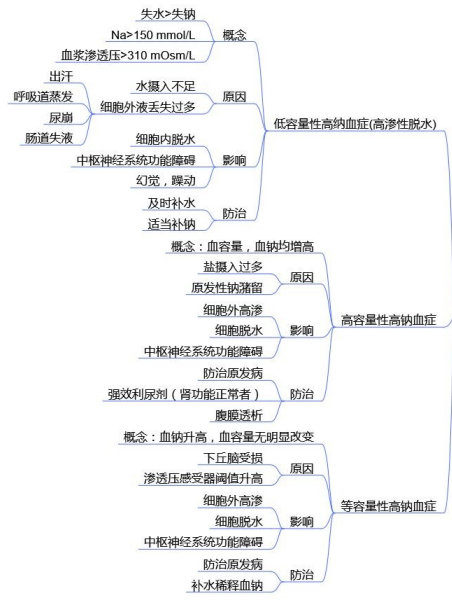 失水>失钠
Na>150 mmol/L
概念
血浆渗透压>310 mOsm/L
出汗
呼吸道蒸发
尿崩
肠道失液
水摄入不足
细胞外液丢失过多
原因
低容量性高纳血症(高渗性脱水)
细胞内脱水
中枢神经系统功能障碍
影响
幻觉，躁动
及时补水
适当补钠
防治
概念：血容量，血钠均增高
盐摄入过多
原发性钠潴留
原因
细胞外高渗
细胞脱水
影响
中枢神经系统功能障碍
高容量性高钠血症
防治原发病
强效利尿剂（肾功能正常者）
防治
腹膜透析
概念：血钠升高，血容量无明显改变
下丘脑受损
渗透压感受器阈值升高
原因
细胞外高渗
细胞脱水
影响
中枢神经系统功能障碍
等容量性高钠血症
防治原发病
补水稀释血钠
防治